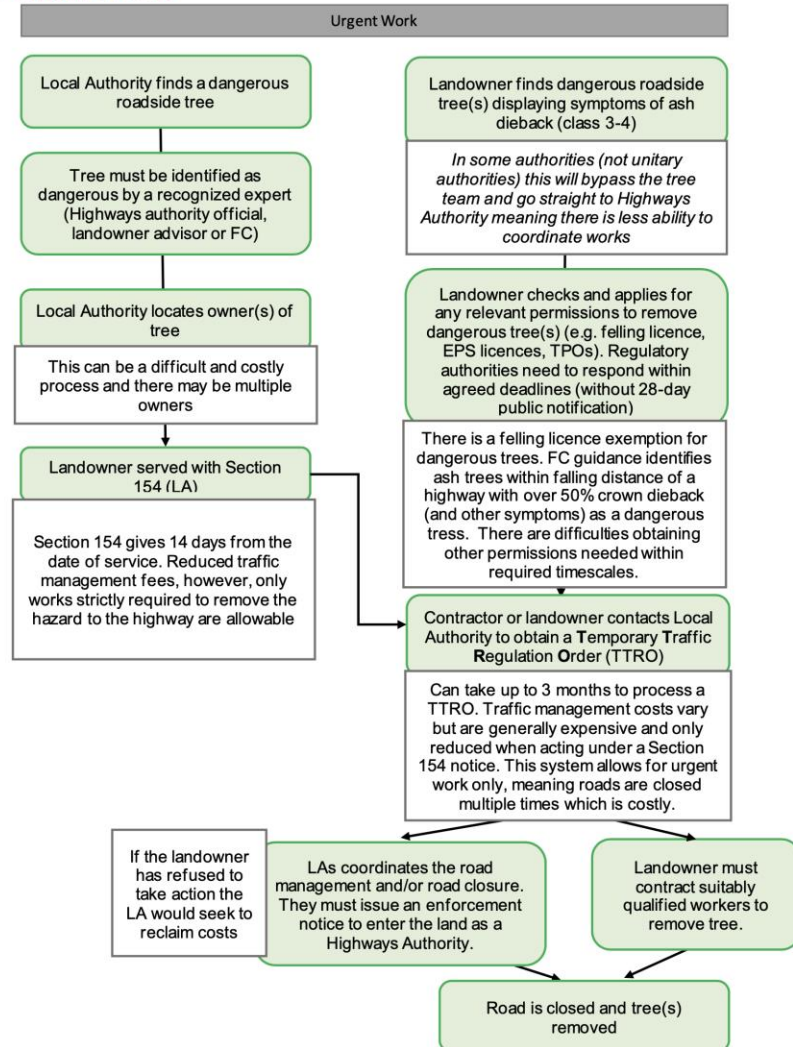 Urgent Work
Local Authority finds a dangerous
roadside tree
Tree must be identified as
dangerous by a recognized expert
(Highways authority official,
landowner advisor or FC)
Local Authority locates owner(s) of
tree
This can be a difficult and costly
process and there may be multiple
owners
Landowner served with Section
154 (LA)
Section 154 gives 14 days from the
date of service. Reduced traffic
management fees, however, only
works strictly required to remove the
hazard to the highway are allowable
Landowner finds dangerous roadside
tree(s) displaying symptoms of ash
dieback (class 3-4)
In some authorities (not unitary
authorities) this will bypass the tree
team and go straight to Highways
Authority meaning there is less ability to
coordinate works
Landowner checks and applies for
any relevant permissions to remove
dangerous tree(s) (e.g. felling licence,
EPS licences, TPOs). Regulatory
authorities need to respond within
agreed deadlines (without 28-day
public notification)
There is a felling licence exemption for
dangerous trees. FC guidance identifies
ash trees within falling distance of a
highway with over 50% crown dieback
(and other symptoms) as a dangerous
tress. There are difficulties obtaining
other permissions needed within
required timescales.
Contractor or landowner contacts Local
Authority to obtain a Temporary Traffic
Regulation Order (TTRO)
Can take up to 3 months to process a
TTRO. Traffic management costs vary
but are generally expensive and only
reduced when acting under a Section
154 notice. This system allows for urgent
work only, meaning roads are closed
multiple times which is costly.
If the landowner
has refused to
take action the
LA would seek to
reclaim costs
LAs coordinates the road
management and/or road closure.
They must issue an enforcement
notice to enter the land as a
Highways Authority.
Landowner must
contract suitably
qualified workers to
remove tree.
Road is closed and tree(s)
removed